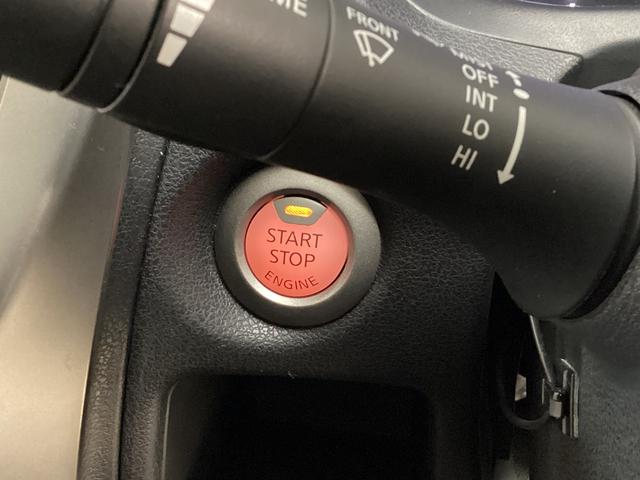 FRONT
OFF
INT
LO
HI
START
STOP
ENGINE